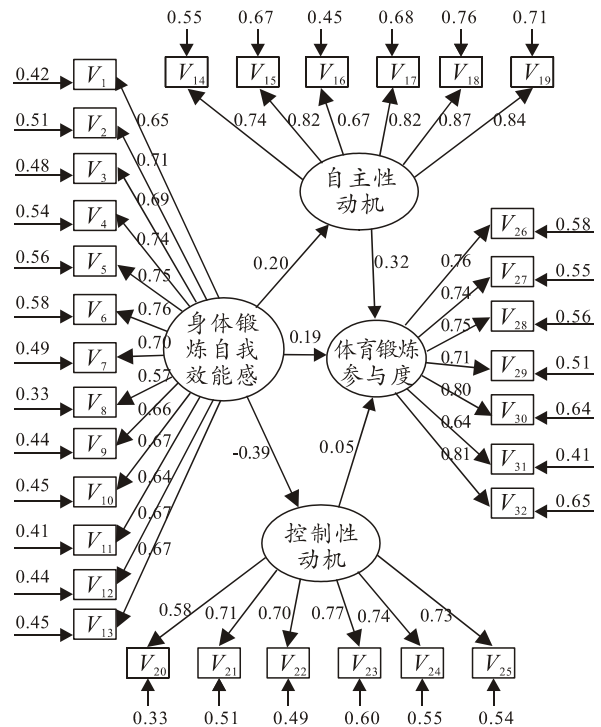 0.55 0.67 0.45 0.68 0.76 0.71
V14 V15 V16 V17 V18 V19
0.74 0.82 0.67 0.82 0.87 0.84
自主性
动机
0.42 V1 0.65
0.51 V2 0.71
0.48 V3 0.69
0.54 V4 0.74
0.56 V5 0.75
0.58 V6 0.76
0.49 V7 0.70
0.33 V8 0.57
0.44 V9 0.66
0.45 V10 0.67
0.41 V11 0.64
0.44 V12 0.67
0.45 V13 0.67
身体锻
炼自我
效能感
0.20
0.32
0.19
-0.39
0.05
体育锻炼
参与度
0.76 V26 0.58
0.74 V27 0.55
0.75 V28 0.56
0.71 V29 0.51
0.80 V30 0.64
0.64 V31 0.41
0.81 V32 0.65
控制性
动机
0.58 0.71 0.70 0.77 0.74 0.73
V20 V21 V22 V23 V24 V25
0.33 0.51 0.49 0.60 0.55 0.54